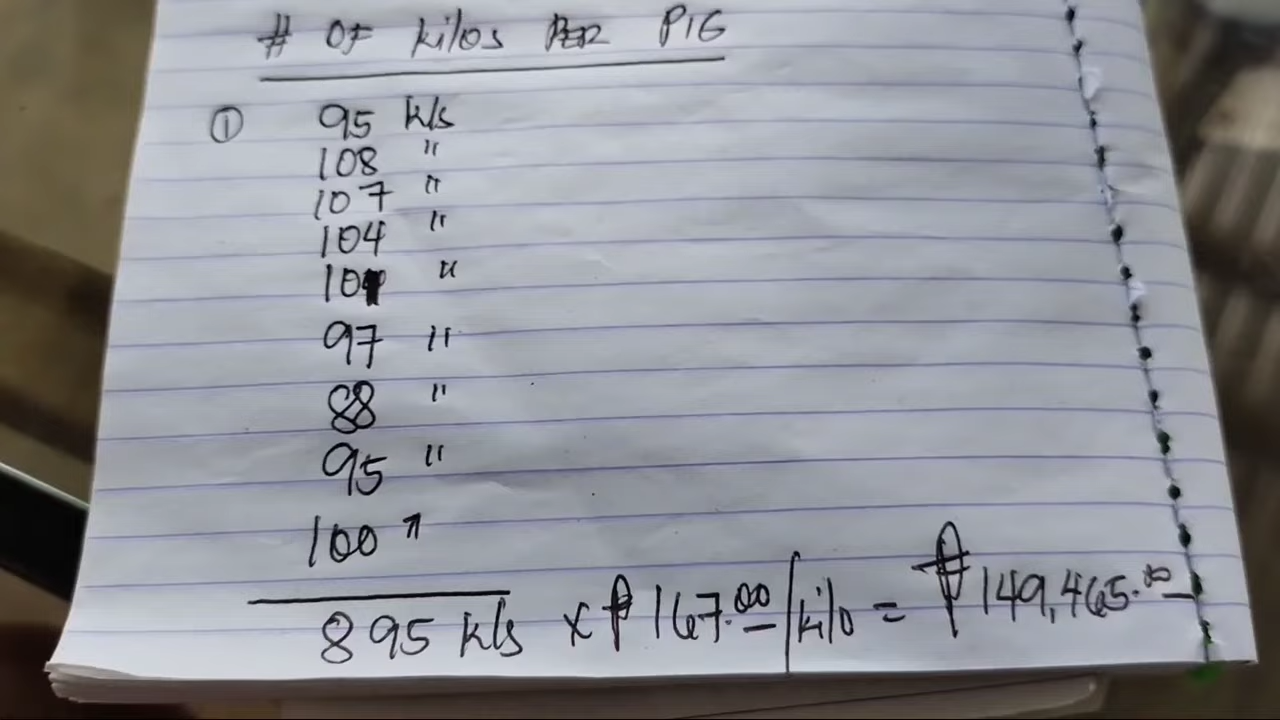 # OF kilos PER PIG
① 95 kls
108 "
107 "
104 "
101 "
97 "
88 "
95 "
100 "
895 kls x ₱167.00/kilo = ₱149,465.00